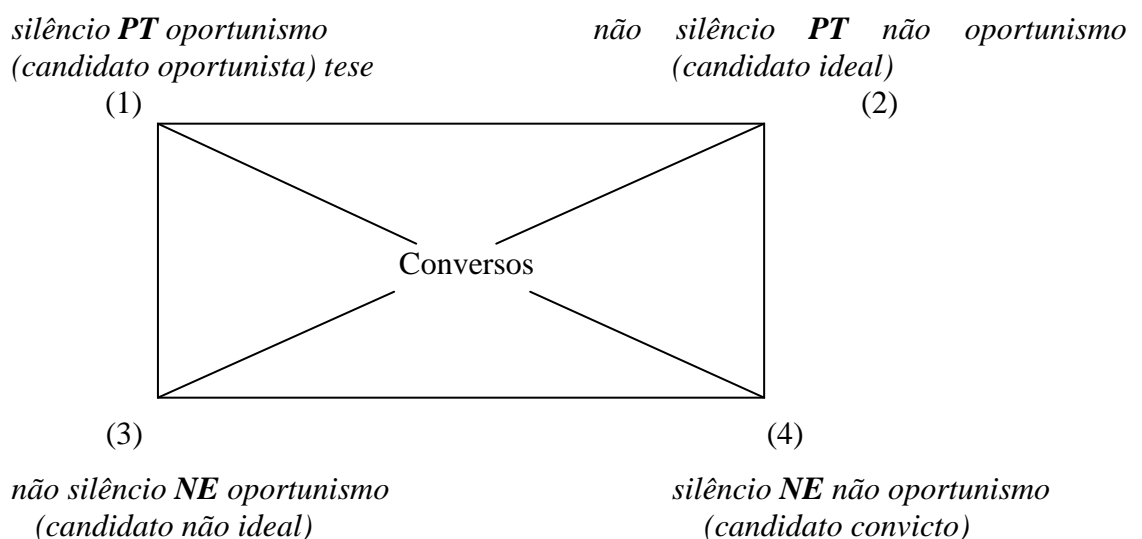 silêncio PT oportunismo
(candidato oportunista) tese
(1)
não silêncio PT não oportunismo
(candidato ideal)
(2)
Conversos
(3)
não silêncio NE oportunismo
(candidato não ideal)
(4)
silêncio NE não oportunismo
(candidato convicto)